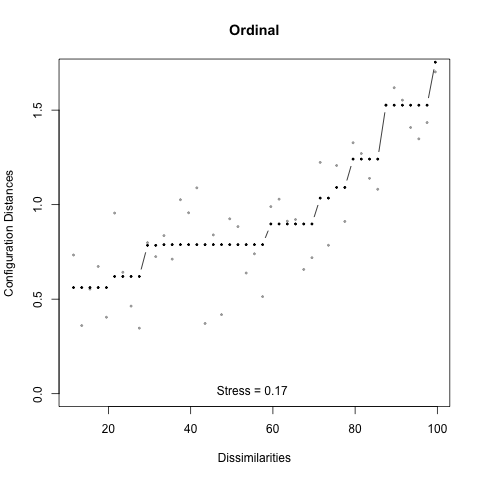 Ordinal
Configuration Distances
1.5
1.0
0.5
0.0
Stress = 0.17
20 40 60 80 100
Dissimilarities